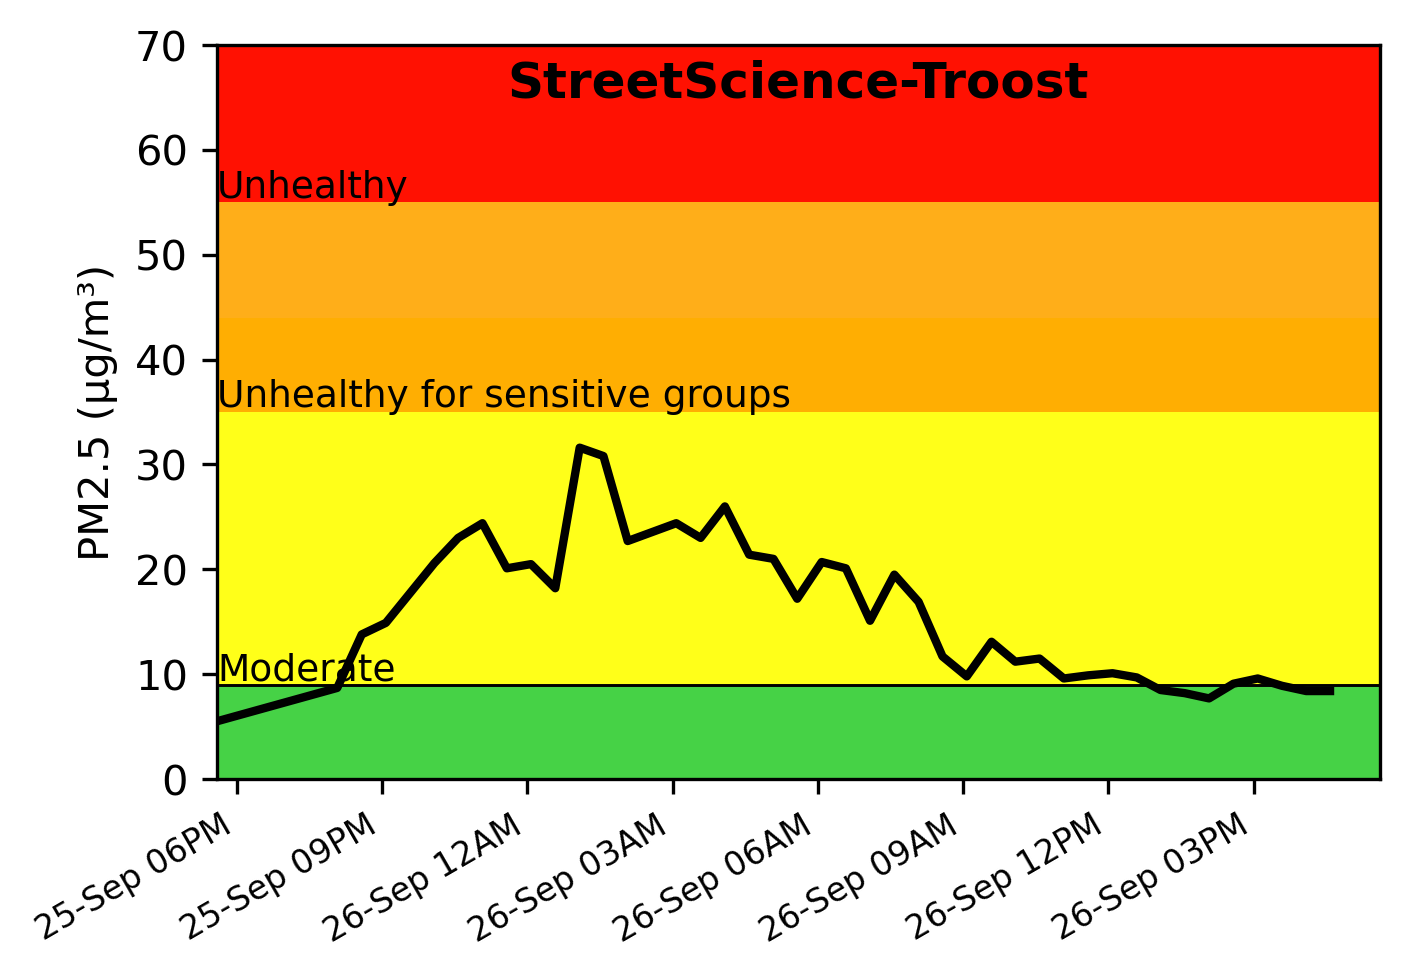 StreetScience-Troost
70
60
50
40
30
20
10
0
PM2.5 (µg/m³)
Unhealthy
Unhealthy for sensitive groups
Moderate
25-Sep 06PM
25-Sep 09PM
26-Sep 12AM
26-Sep 03AM
26-Sep 06AM
26-Sep 09AM
26-Sep 12PM
26-Sep 03PM